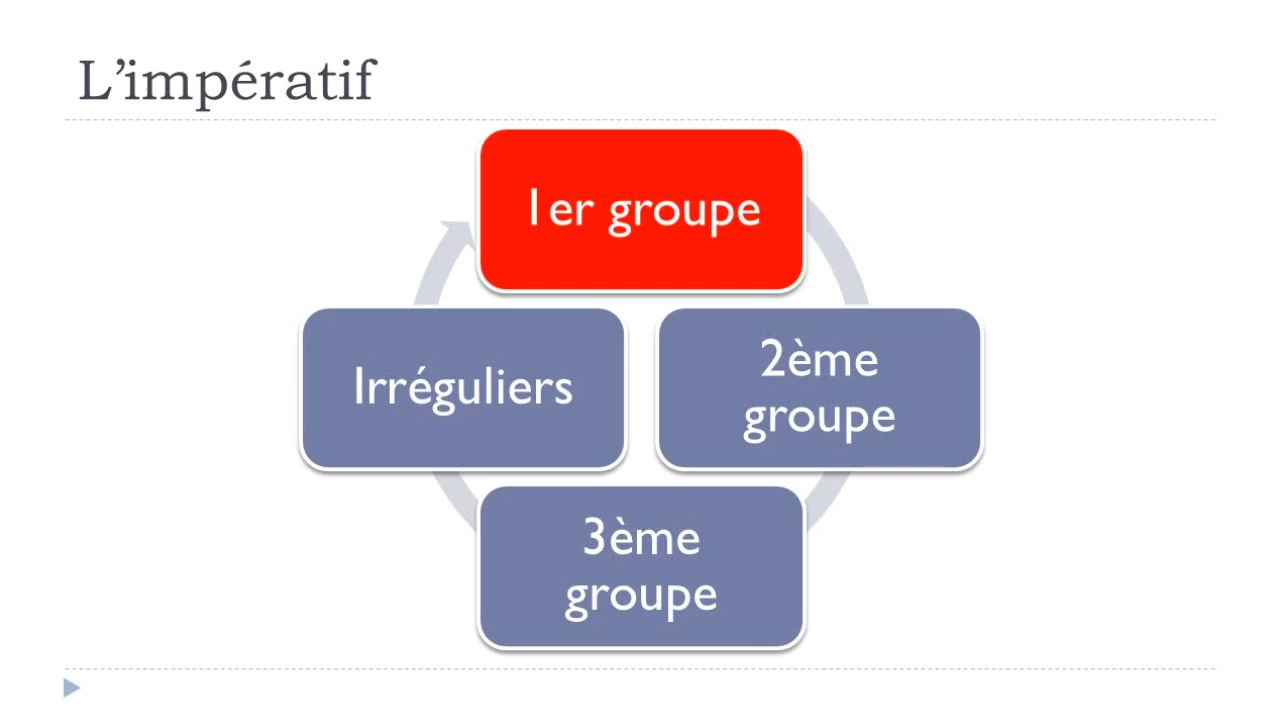 L’impératif
1er groupe
Irréguliers
2ème
groupe
3ème
groupe